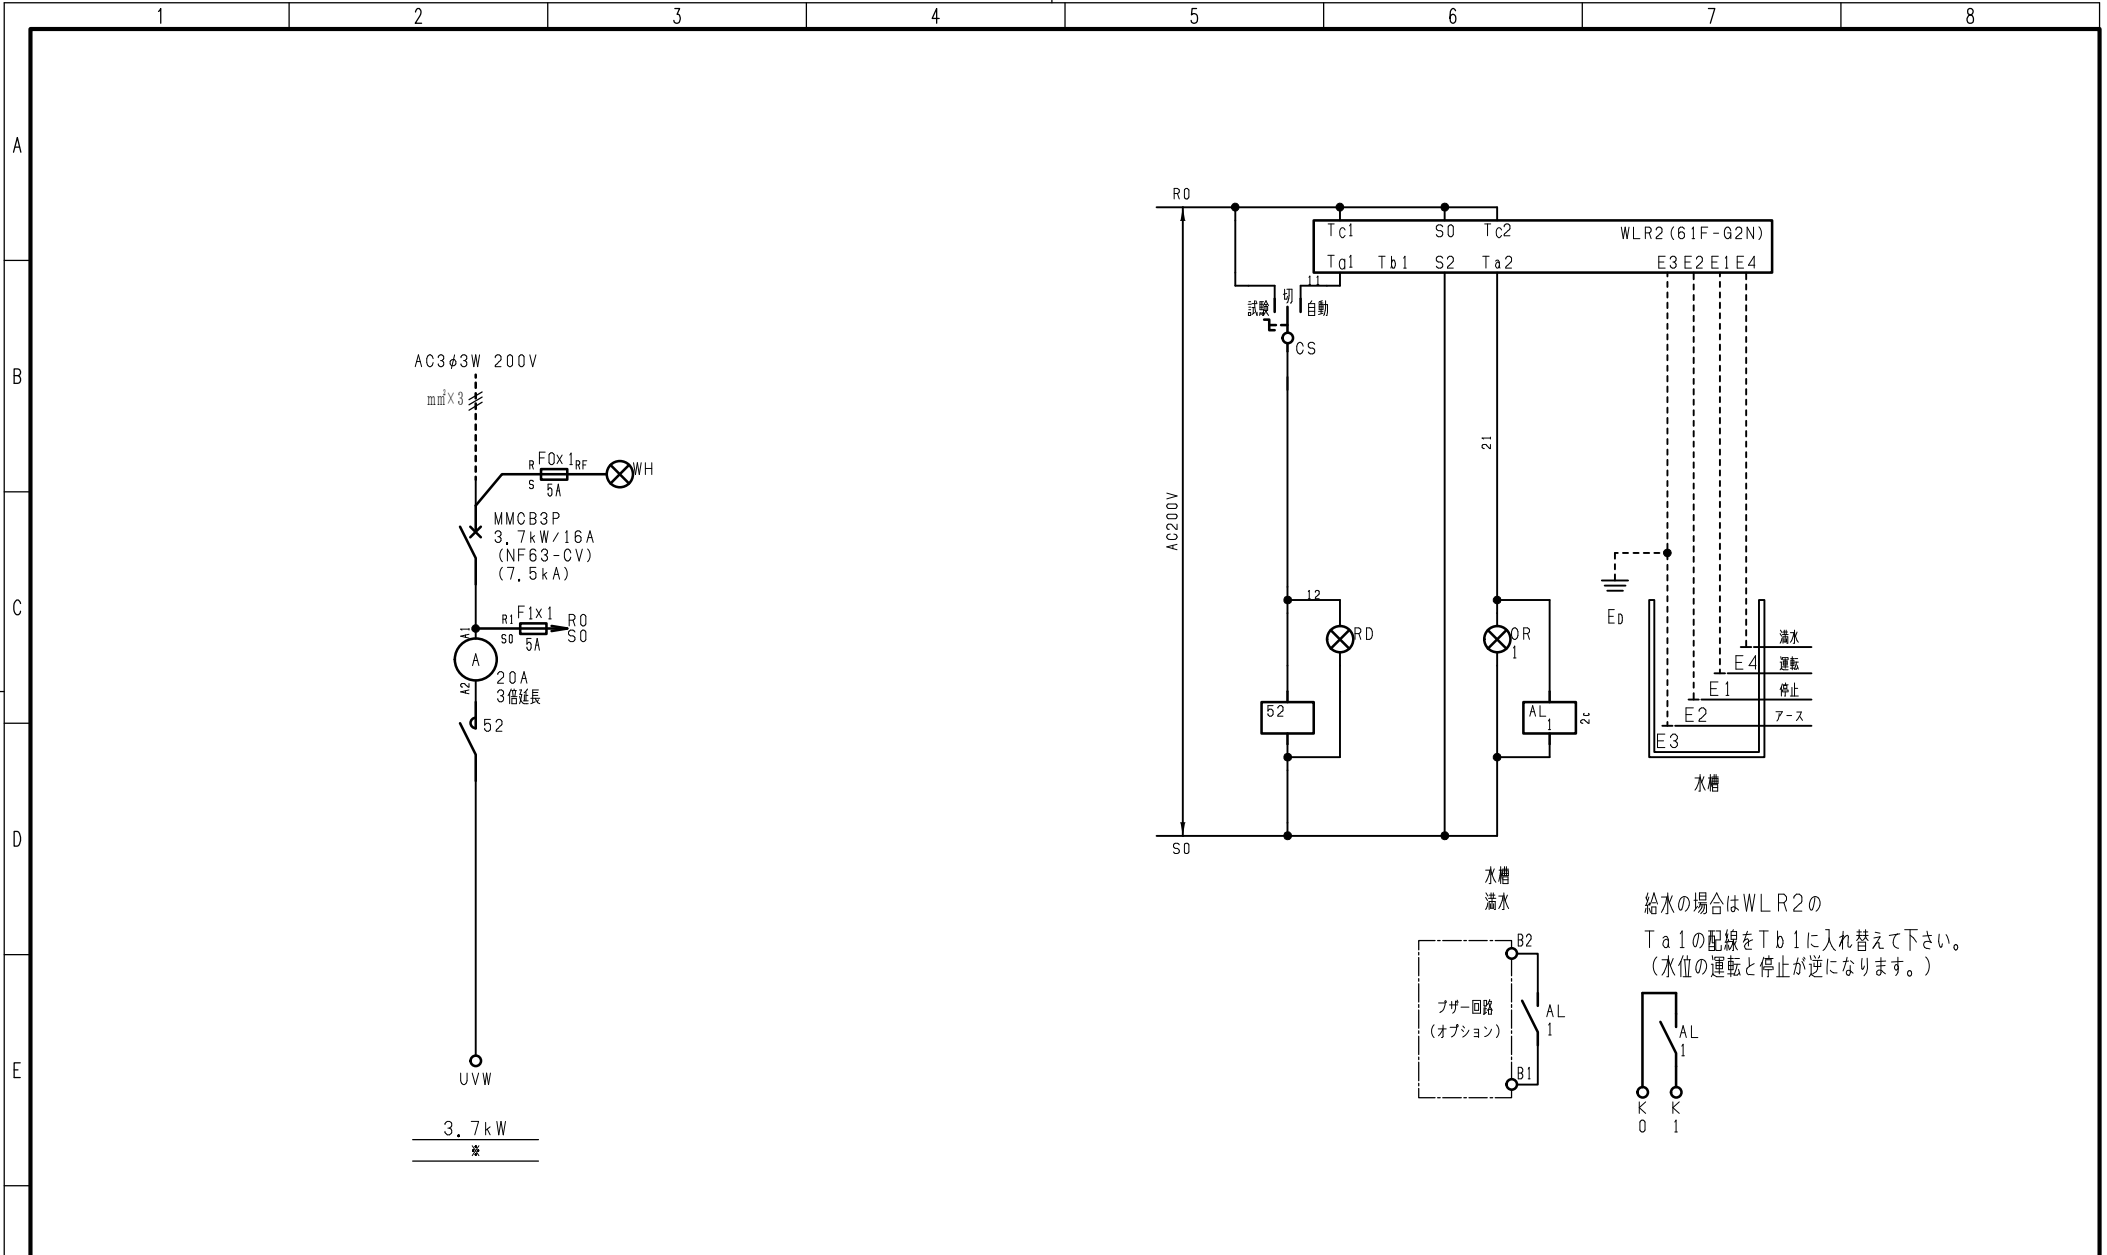 1 2 3 4 5 6 7 8
A
B
C
D
E
AC3φ3W 200V
mm²×3
R
F0×1
RF
S
5A
WH
MMCB3P
3.7kW/16A
(NF63-CV)
(7.5kA)
A1
R1
F1×1
R0
S0
5A
S0
A
A2
20A
3倍延長
52
UVW
3.7kW
※
R0
Tc1 S0 Tc2 WLR2(61F-G2N)
Ta1 Tb1 S2 Ta2 E3 E2 E1 E4
11
試験 切 自動
CS
21
AC200V
12
RD
OR
1
52
AL
1
2c
ED
満水
E4 運転
E1 停止
E2 アース
E3
水槽
S0
水槽
満水
給水の場合はWLR2の
Ta1の配線をTb1に入れ替えて下さい。
(水位の運転と停止が逆になります。)
B2
ブザー回路
(オプション)
AL
1
B1
AL
1
K
0
K
1